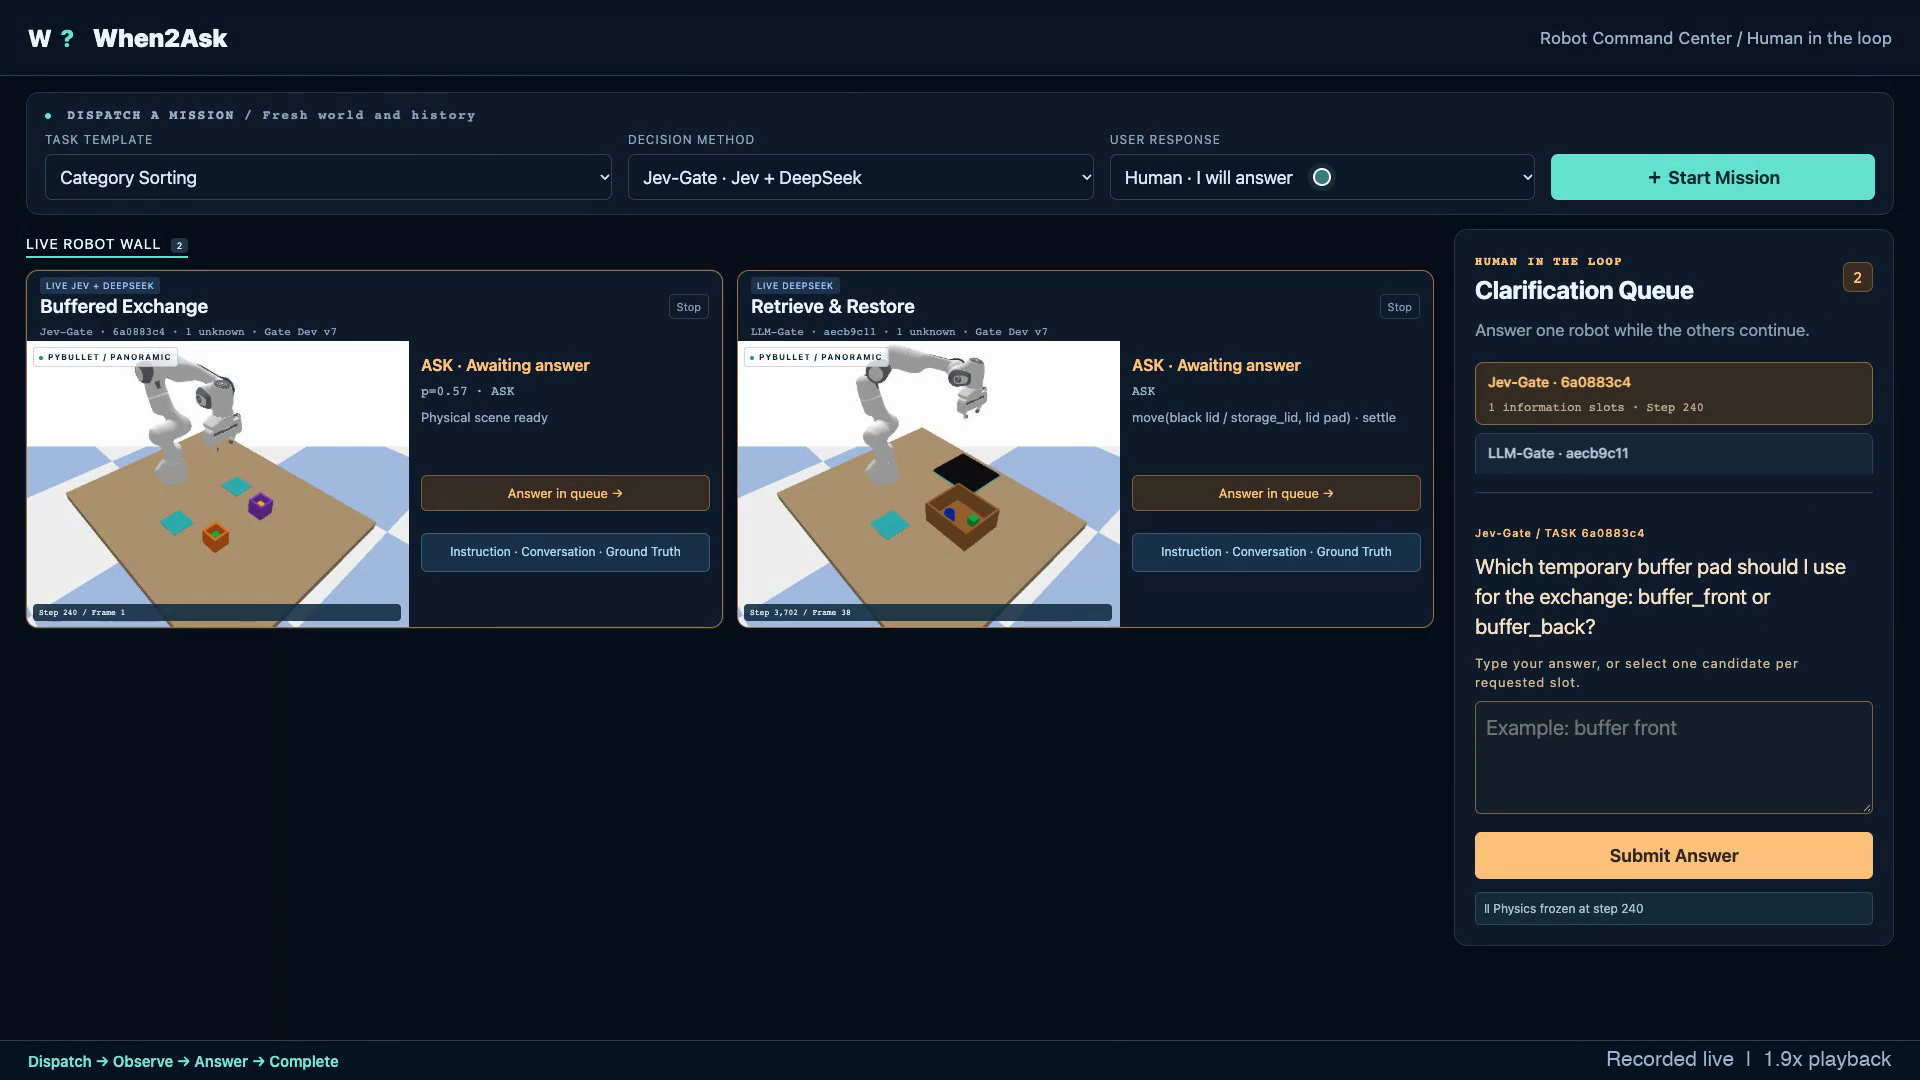 W ? When2Ask
Robot Command Center / Human in the loop
DISPATCH A MISSION / Fresh world and history
TASK TEMPLATE
DECISION METHOD
USER RESPONSE
Category Sorting
Jev-Gate · Jev + DeepSeek
Human · I will answer
+ Start Mission
LIVE ROBOT WALL 2
LIVE JEV + DEEPSEEK
Buffered Exchange
Stop
Jev-Gate · 6a0883c4 · 1 unknown · Gate Dev v7
PYBULLET / PANORAMIC
ASK · Awaiting answer
p=0.57 · ASK
Physical scene ready
Answer in queue →
Instruction · Conversation · Ground Truth
Step 240 / Frame 1
LIVE DEEPSEEK
Retrieve & Restore
Stop
LLM-Gate · aecb9c11 · 1 unknown · Gate Dev v7
PYBULLET / PANORAMIC
ASK · Awaiting answer
ASK
move(black lid / storage_lid, lid pad) · settle
Answer in queue →
Instruction · Conversation · Ground Truth
Step 3,702 / Frame 38
HUMAN IN THE LOOP
Clarification Queue
2
Answer one robot while the others continue.
Jev-Gate · 6a0883c4
1 information slots · Step 240
LLM-Gate · aecb9c11
Jev-Gate / TASK 6a0883c4
Which temporary buffer pad should I use
for the exchange: buffer_front or
buffer_back?
Type your answer, or select one candidate per
requested slot.
Example: buffer front
Submit Answer
Physics frozen at step 240
Dispatch → Observe → Answer → Complete
Recorded live | 1.9x playback